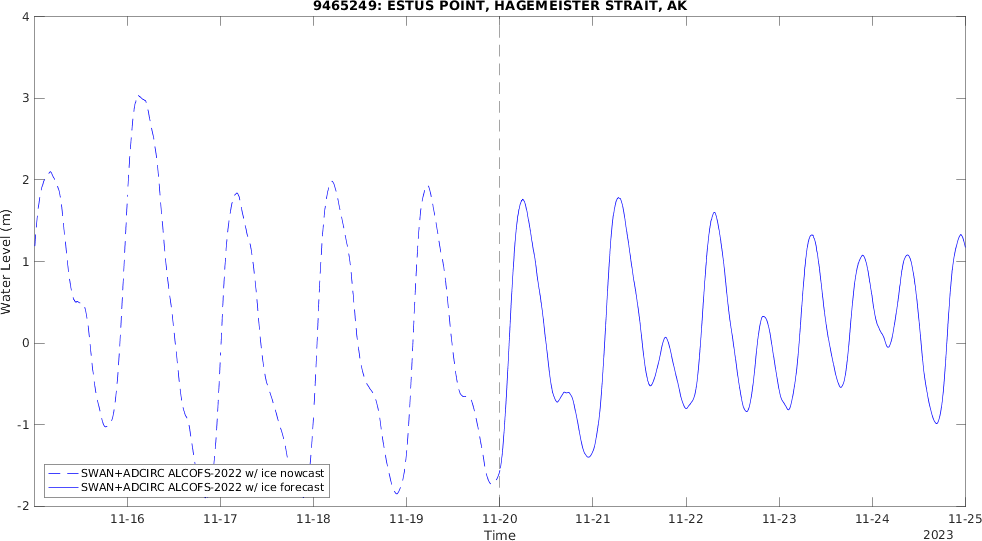 9465249: ESTUS POINT, HAGEMEISTER STRAIT, AK
4
3
2
1
0
-1
-2
Water Level (m)
SWAN+ADCIRC ALCOFS-2022 w/ ice nowcast
SWAN+ADCIRC ALCOFS-2022 w/ ice forecast
11-16 11-17 11-18 11-19 11-20 11-21 11-22 11-23 11-24 11-25
Time
2023